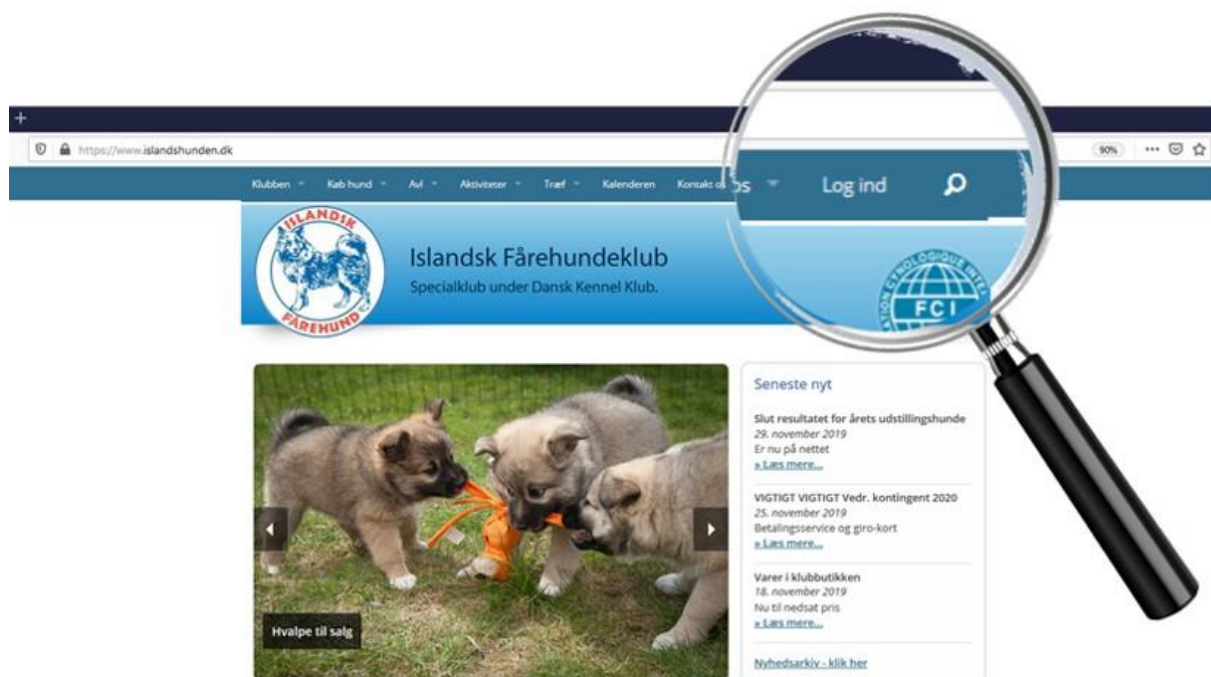 https://www.islandshunden.dk
90%
Klubben Køb hund Avl Aktiviteter Træf Kalenderen Kontakt os
Log ind
ISLANDSK
FÅREHUND
Islandsk Fårehundeklub
Specialklub under Dansk Kennel Klub.
CYNOLOGIQUE
FCI
Seneste nyt
Slut resultatet for årets udstillingshunde
29. november 2019
Er nu på nettet
» Læs mere...
VIGTIGT VIGTIGT Vedr. kontingent 2020
25. november 2019
Betalingsservice og giro-kort
» Læs mere...
Varer i klubbutikken
18. november 2019
Nu til nedsat pris
» Læs mere...
Nyhedsarkiv - klik her
Hvalpe til salg